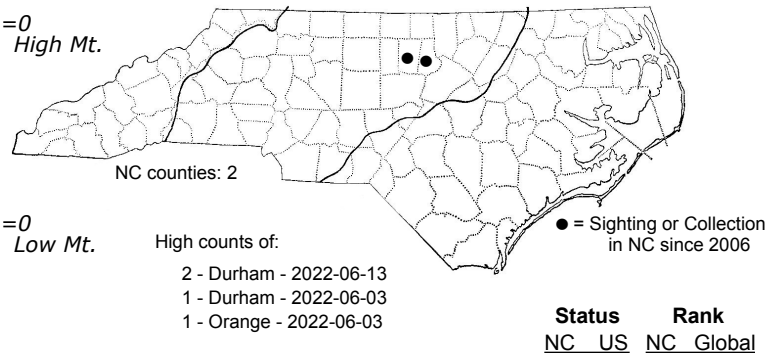 =0
High Mt.
NC counties: 2
=0
Low Mt.
High counts of:
2 - Durham - 2022-06-13
1 - Durham - 2022-06-03
1 - Orange - 2022-06-03
● = Sighting or Collection
in NC since 2006
Status Rank
NC US NC Global